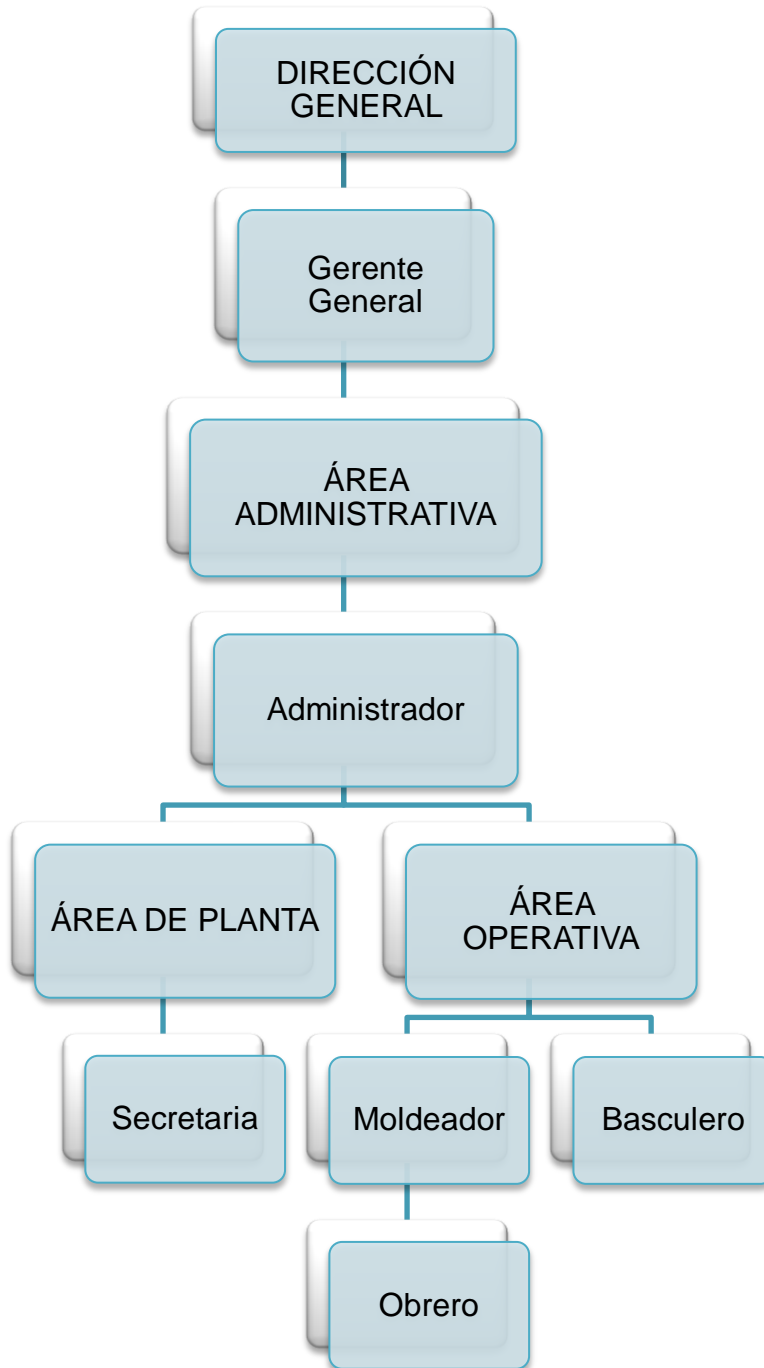 DIRECCIÓN
GENERAL
Gerente
General
ÁREA
ADMINISTRATIVA
Administrador
ÁREA DE PLANTA
ÁREA
OPERATIVA
Secretaria
Moldeador
Basculero
Obrero